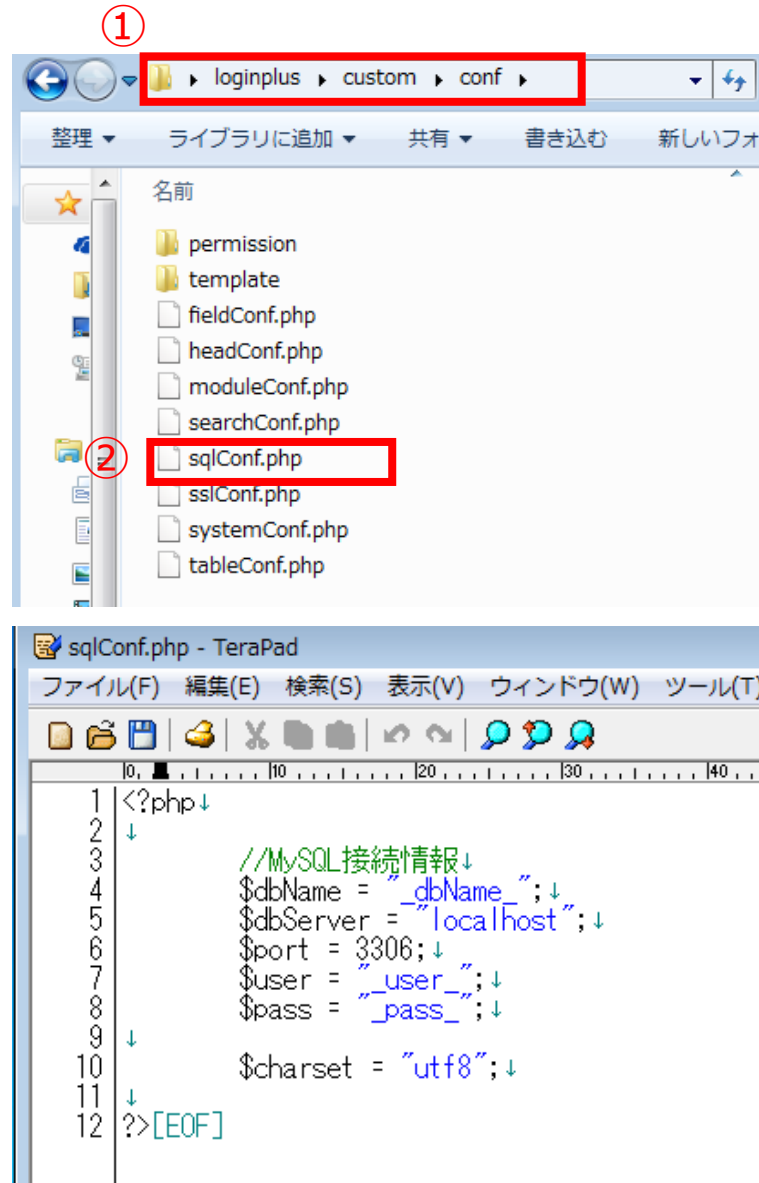 ①
loginplus ▸ custom ▸ conf ▸
整理 ▼ ライブラリに追加 ▼ 共有 ▼ 書き込む 新しいフォ
名前
permission
template
fieldConf.php
headConf.php
moduleConf.php
searchConf.php
② sqlConf.php
sslConf.php
systemConf.php
tableConf.php
sqlConf.php - TeraPad
ファイル(F) 編集(E) 検索(S) 表示(V) ウィンドウ(W) ツール(T)
0 10 20 30 40
1 <?php↓
2 ↓
3 //MySQL接続情報↓
4 $dbName = "_dbName_";↓
5 $dbServer = "localhost";↓
6 $port = 3306;↓
7 $user = "_user_";↓
8 $pass = "_pass_";↓
9 ↓
10 $charset = "utf8";↓
11 ↓
12 ?>[EOF]